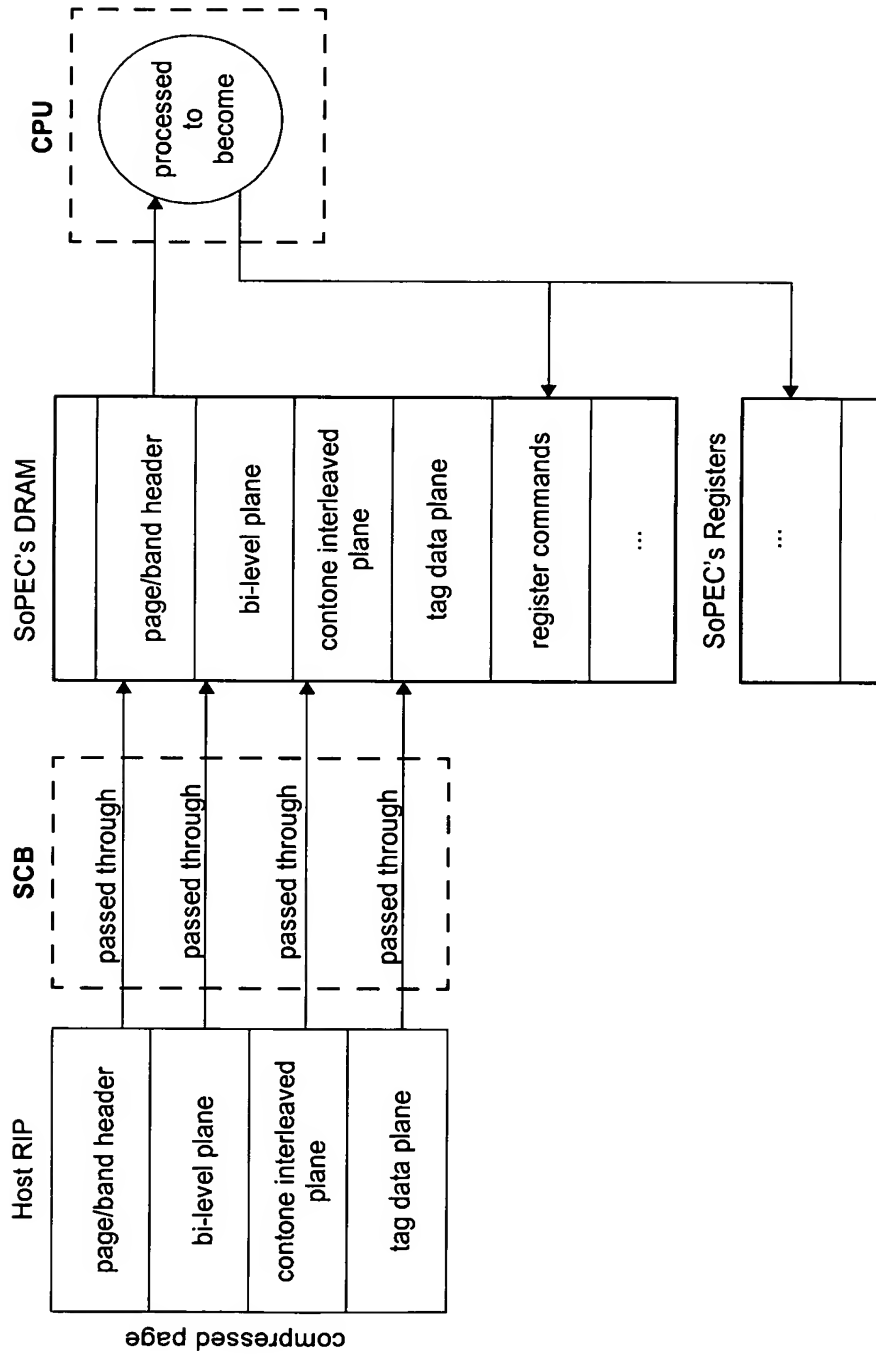 Host RIP
compressed page
page/band header
bi-level plane
contone interleaved
plane
tag data plane
SCB
passed through
passed through
passed through
passed through
SoPEC's DRAM
page/band header
bi-level plane
contone interleaved
plane
tag data plane
register commands
...
CPU
processed
to
become
SoPEC's Registers
...